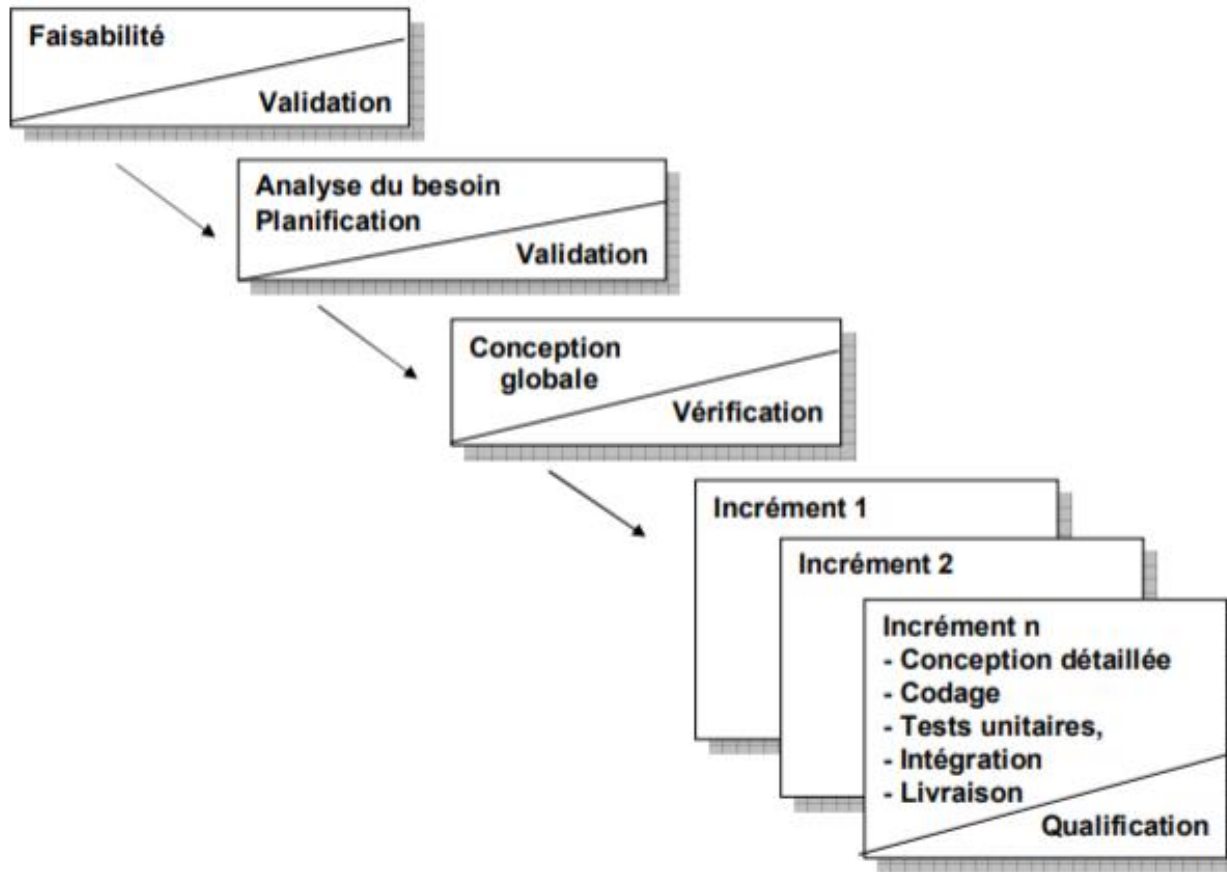 Faisabilité
Validation
Analyse du besoin
Planification
Validation
Conception
globale
Vérification
Incrément 1
Incrément 2
Incrément n
- Conception détaillée
- Codage
- Tests unitaires,
- Intégration
- Livraison
Qualification